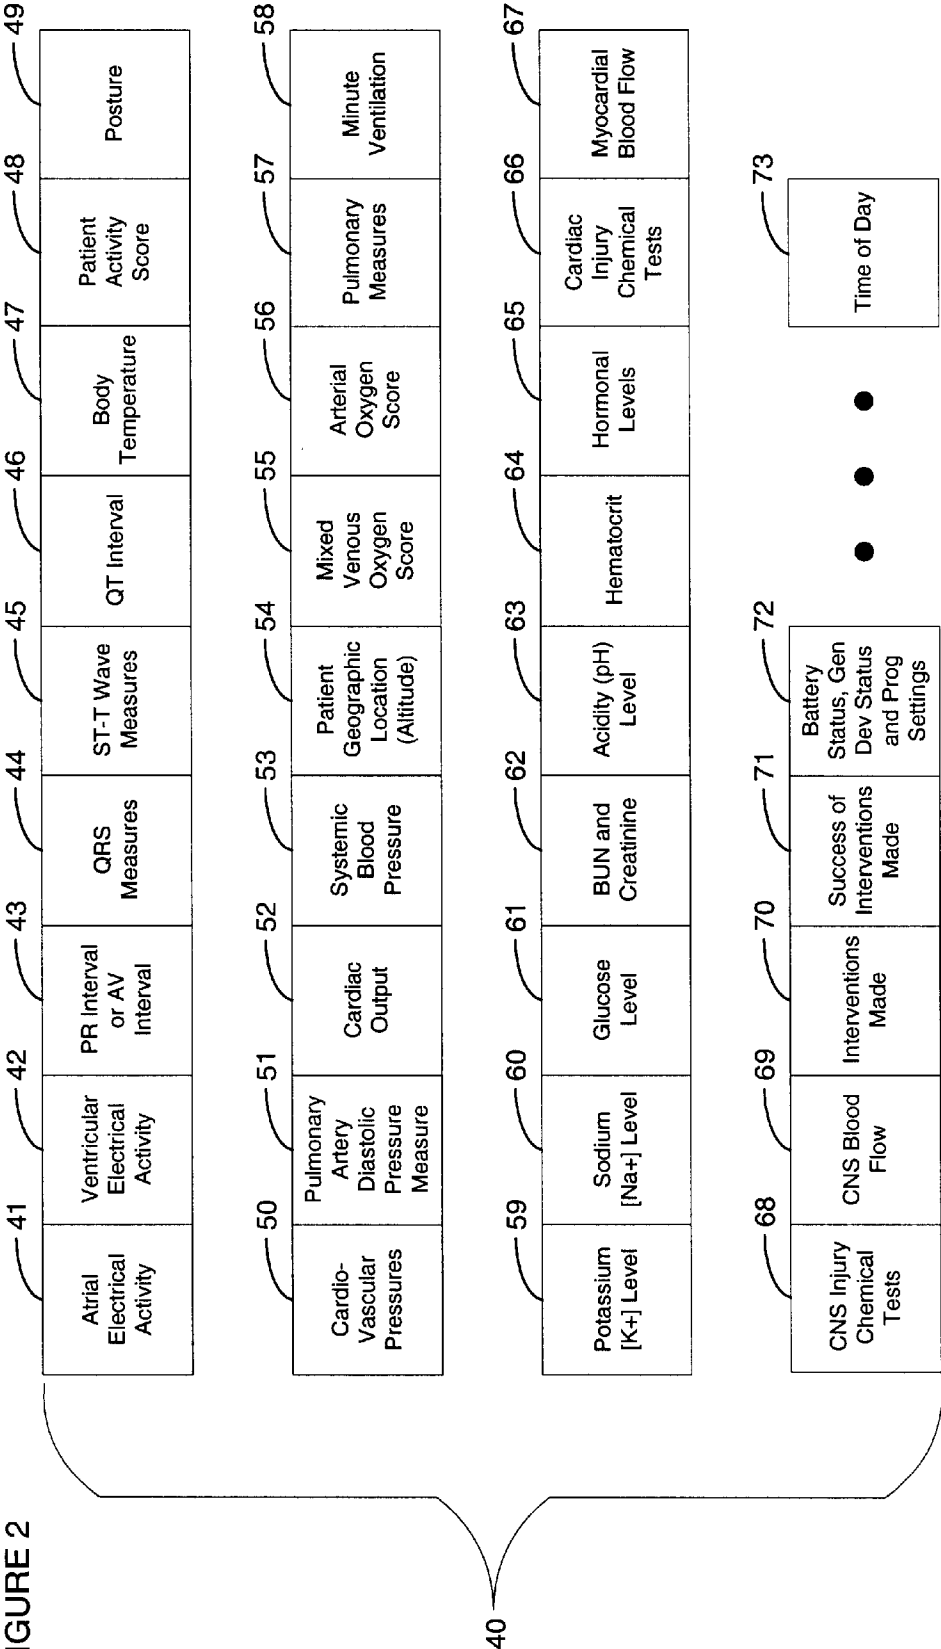 IGURE 2
40
41
42
43
44
45
46
47
48
49
Atrial
Electrical
Activity
Ventricular
Electrical
Activity
PR Interval
or AV
Interval
QRS
Measures
ST-T Wave
Measures
QT Interval
Body
Temperature
Patient
Activity
Score
Posture
50
51
52
53
54
55
56
57
58
Cardio-
Vascular
Pressures
Pulmonary
Artery
Diastolic
Pressure
Measure
Cardiac
Output
Systemic
Blood
Pressure
Patient
Geographic
Location
(Altitude)
Mixed
Venous
Oxygen
Score
Arterial
Oxygen
Score
Pulmonary
Measures
Minute
Ventilation
59
60
61
62
63
64
65
66
67
Potassium
[K+] Level
Sodium
[Na+] Level
Glucose
Level
BUN and
Creatinine
Acidity (pH)
Level
Hematocrit
Hormonal
Levels
Cardiac
Injury
Chemical
Tests
Myocardial
Blood Flow
68
69
70
71
72
73
CNS Injury
Chemical
Tests
CNS Blood
Flow
Interventions
Made
Success of
Interventions
Made
Battery
Status, Gen
Dev Status
and Prog
Settings
Time of Day